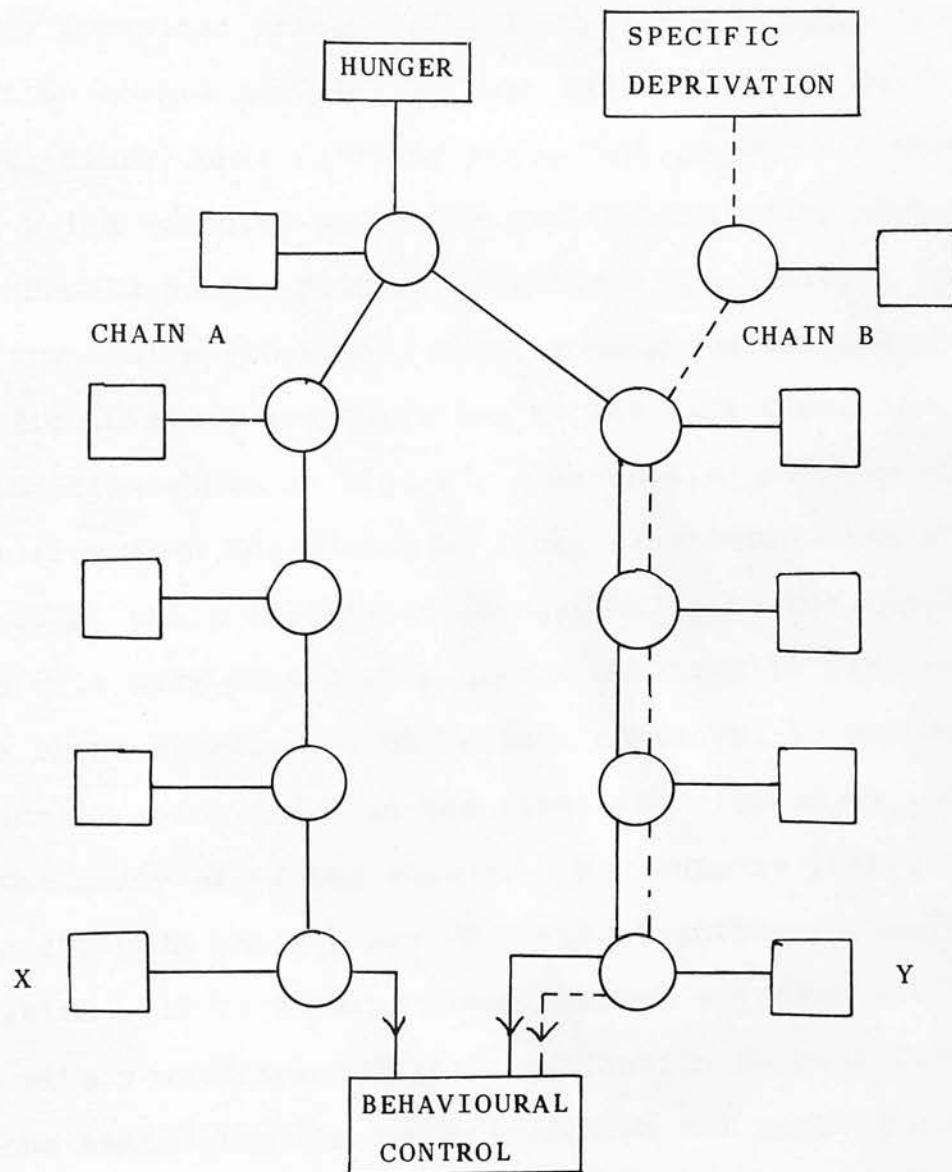 HUNGER
SPECIFIC
DEPRIVATION
CHAIN A
CHAIN B
X
Y
BEHAVIOURAL
CONTROL